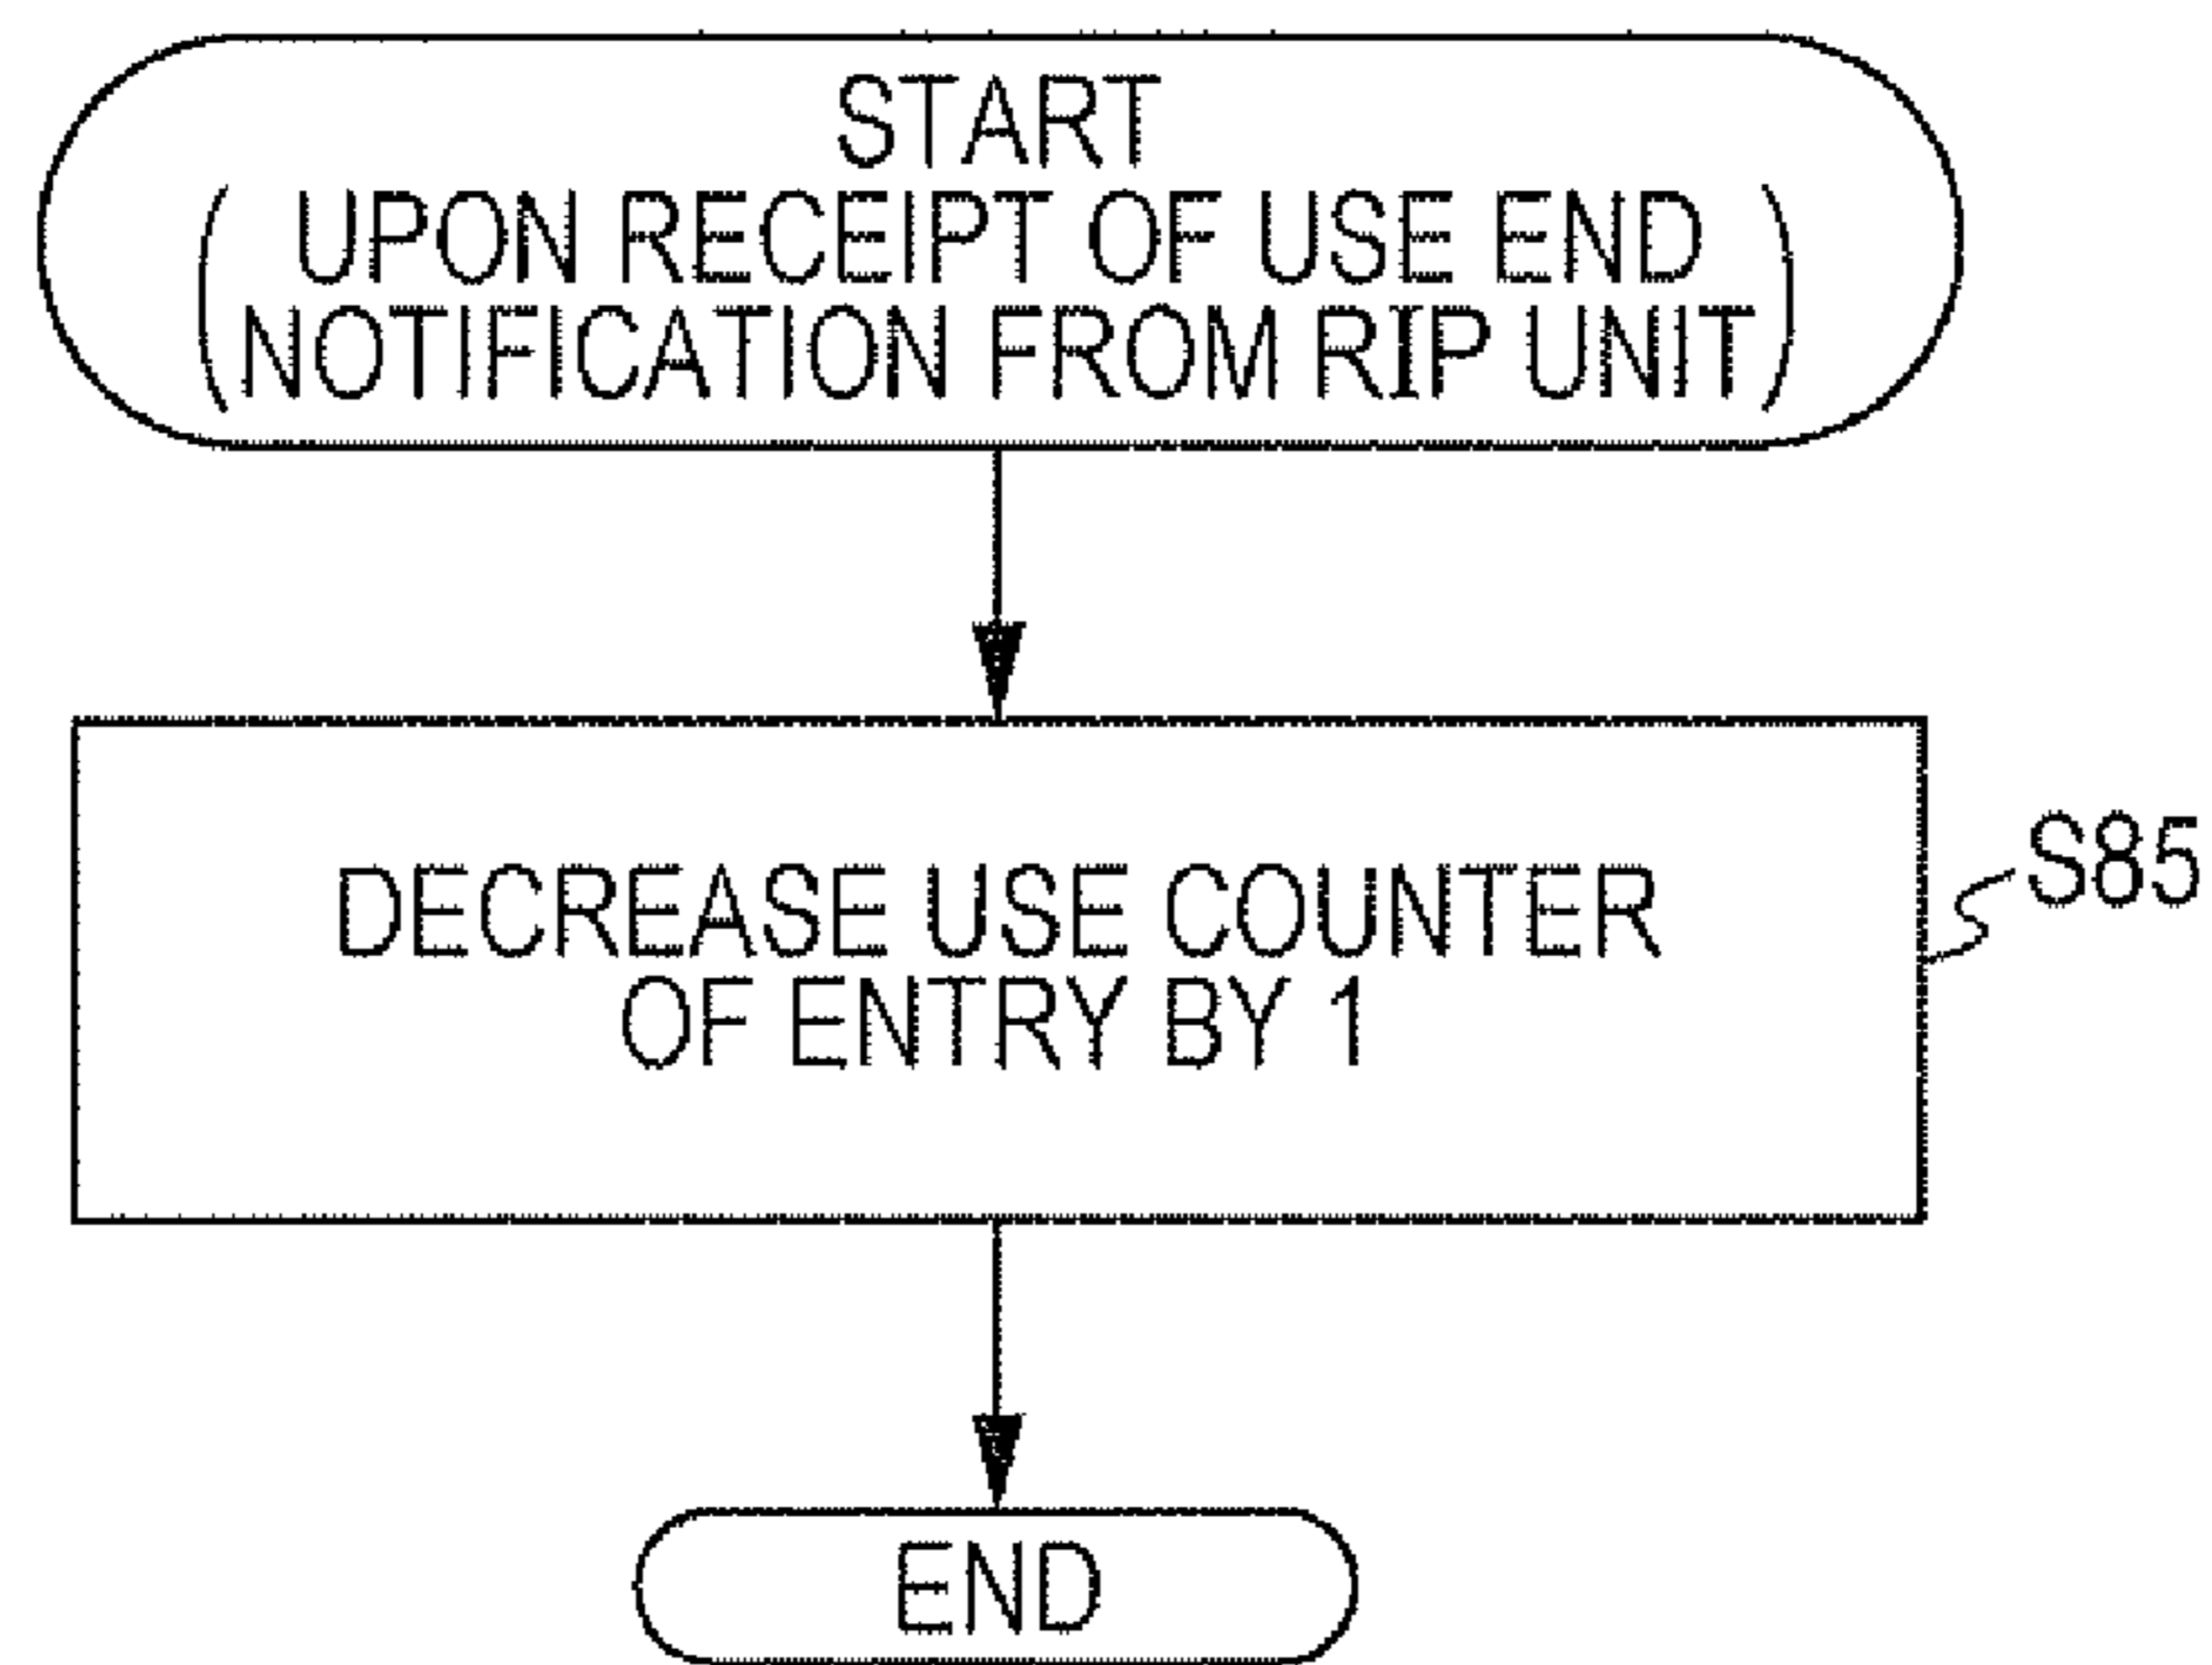 START
( UPON RECEIPT OF USE END
NOTIFICATION FROM RIP UNIT )
DECREASE USE COUNTER
OF ENTRY BY 1
S85
END